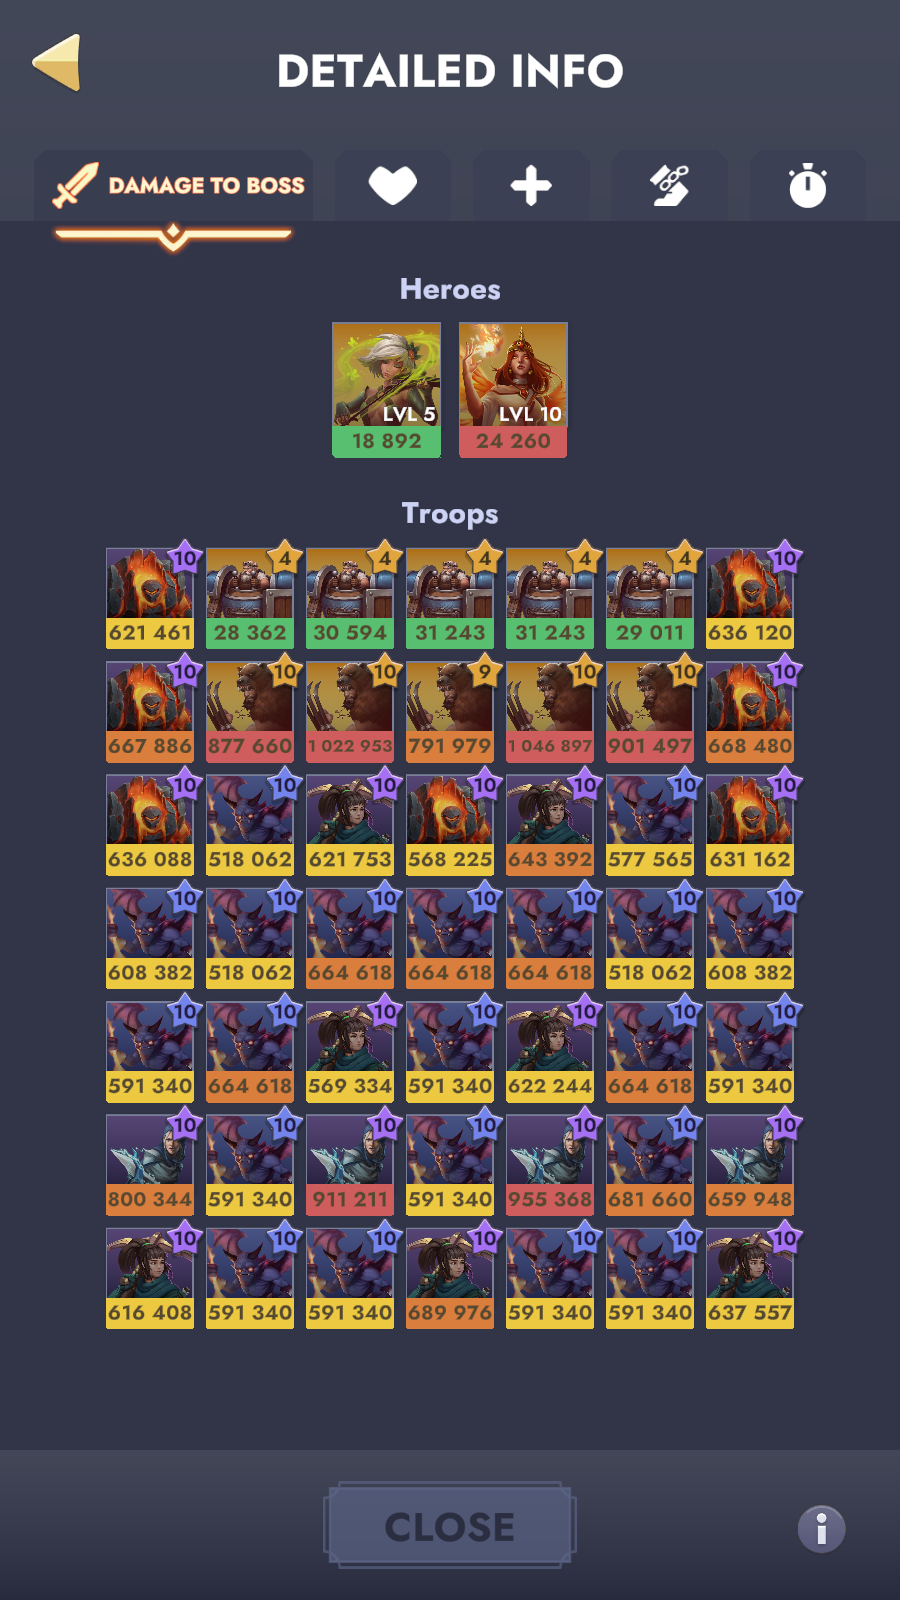 DETAILED INFO
DAMAGE TO BOSS
Heroes
LVL 5 LVL 10
18 892 24 260
Troops
10 4 4 4 4 4 10
621 461 28 362 30 594 31 243 31 243 29 011 636 120
10 10 10 9 10 10 10
667 886 877 660 1 022 953 791 979 1 046 897 901 497 668 480
10 10 10 10 10 10 10
636 088 518 062 621 753 568 225 643 392 577 565 631 162
10 10 10 10 10 10 10
608 382 518 062 664 618 664 618 664 618 518 062 608 382
10 10 10 10 10 10 10
591 340 664 618 569 334 591 340 622 244 664 618 591 340
10 10 10 10 10 10 10
800 344 591 340 911 211 591 340 955 368 681 660 659 948
10 10 10 10 10 10 10
616 408 591 340 591 340 689 976 591 340 591 340 637 557
CLOSE